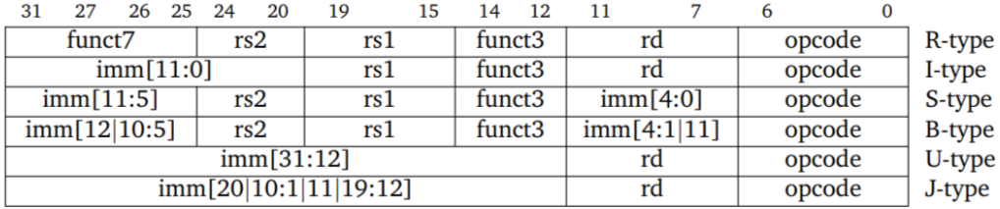 31 27 26 25 24 20 19 15 14 12 11 7 6 0
funct7 rs2 rs1 funct3 rd opcode R-type
imm[11:0] rs1 funct3 rd opcode I-type
imm[11:5] rs2 rs1 funct3 imm[4:0] opcode S-type
imm[12|10:5] rs2 rs1 funct3 imm[4:1|11] opcode B-type
imm[31:12] rd opcode U-type
imm[20|10:1|11|19:12] rd opcode J-type